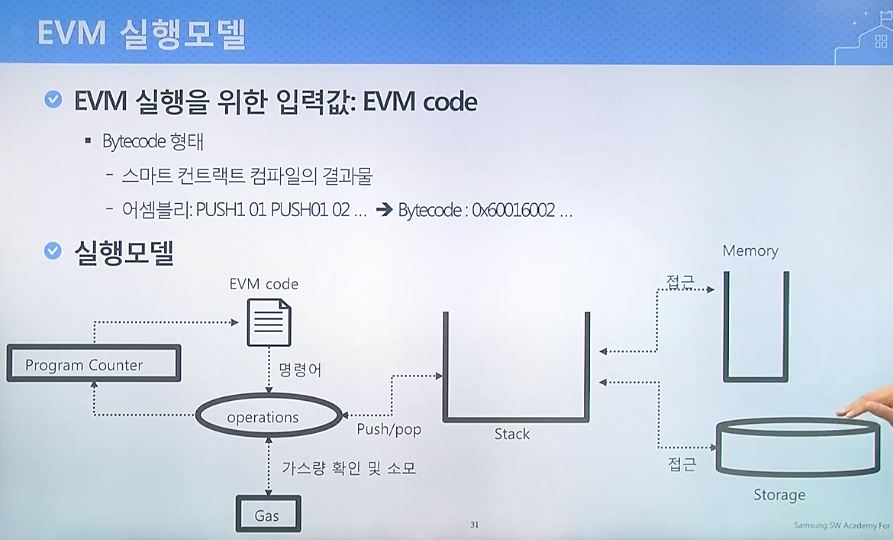 EVM 실행모델
EVM 실행을 위한 입력값: EVM code
Bytecode 형태
- 스마트 컨트랙트 컴파일의 결과물
- 어셈블리: PUSH1 01 PUSH01 02 ... ➔ Bytecode : 0x60016002 ...
실행모델
Memory
EVM code
접근
Program Counter
명령어
operations
Push/pop
Stack
가스량 확인 및 소모
접근
Storage
Gas
31
Samsung SW Academy For